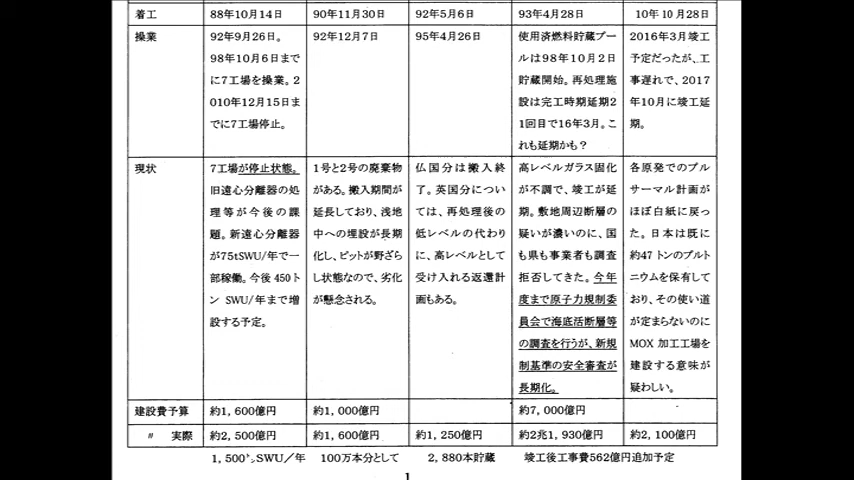 着工 88年10月14日 90年11月30日 92年5月6日 93年4月28日 10年10月28日
操業
92年9月26日。
98年10月6日まで
に7工場を操業。2
010年12月15日ま
でに7工場停止。
92年12月7日
95年4月26日
使用済燃料貯蔵プー
ルは98年10月2日
貯蔵開始。再処理施
設は完工時期延期2
1回目で16年3月。こ
れも延期かも？
2016年3月竣工
予定だったが、工
事遅れで、2017
年10月に竣工延
期。
現状
7工場が停止状態。
旧遠心分離器の処
理等が今後の課
題。新遠心分離器
が75tSWU/年で一
部稼働。今後450ト
ン SWU/年まで増
設する予定。
1号と2号の廃棄物
がある。搬入期間が
延長しており、浅地
中への埋設が長期
化し、ピットが野ざら
し状態なので、劣化
が懸念される。
仏国分は搬入終
了。英国分につい
ては、再処理後の
低レベルの代わり
に、高レベルとして
受け入れる返還計
画もある。
高レベルガラス固化
が不調で、竣工が延
期。敷地周辺断層の
疑いが濃いのに、国
も県も事業者も調査
拒否してきた。今年
度まで原子力規制委
員会で海底活断層等
の調査を行うが、新規
制基準の安全審査が
長期化。
各原発でのプル
サーマル計画が
ほぼ白紙に戻っ
た。日本は既に
約47トンのプルト
ニウムを保有して
おり、その使い道
が定まらないのに
MOX 加工工場を
建設する意味が
疑わしい。
建設費予算 約1，600億円 約1，000億円 約7，000億円
〃 実際 約2，500億円 約1，600億円 約1，250億円 約2兆1，930億円 約2，100億円
1，500㌧SWU／年 100万本分として 2，880本貯蔵 竣工後工事費562億円追加予定
1